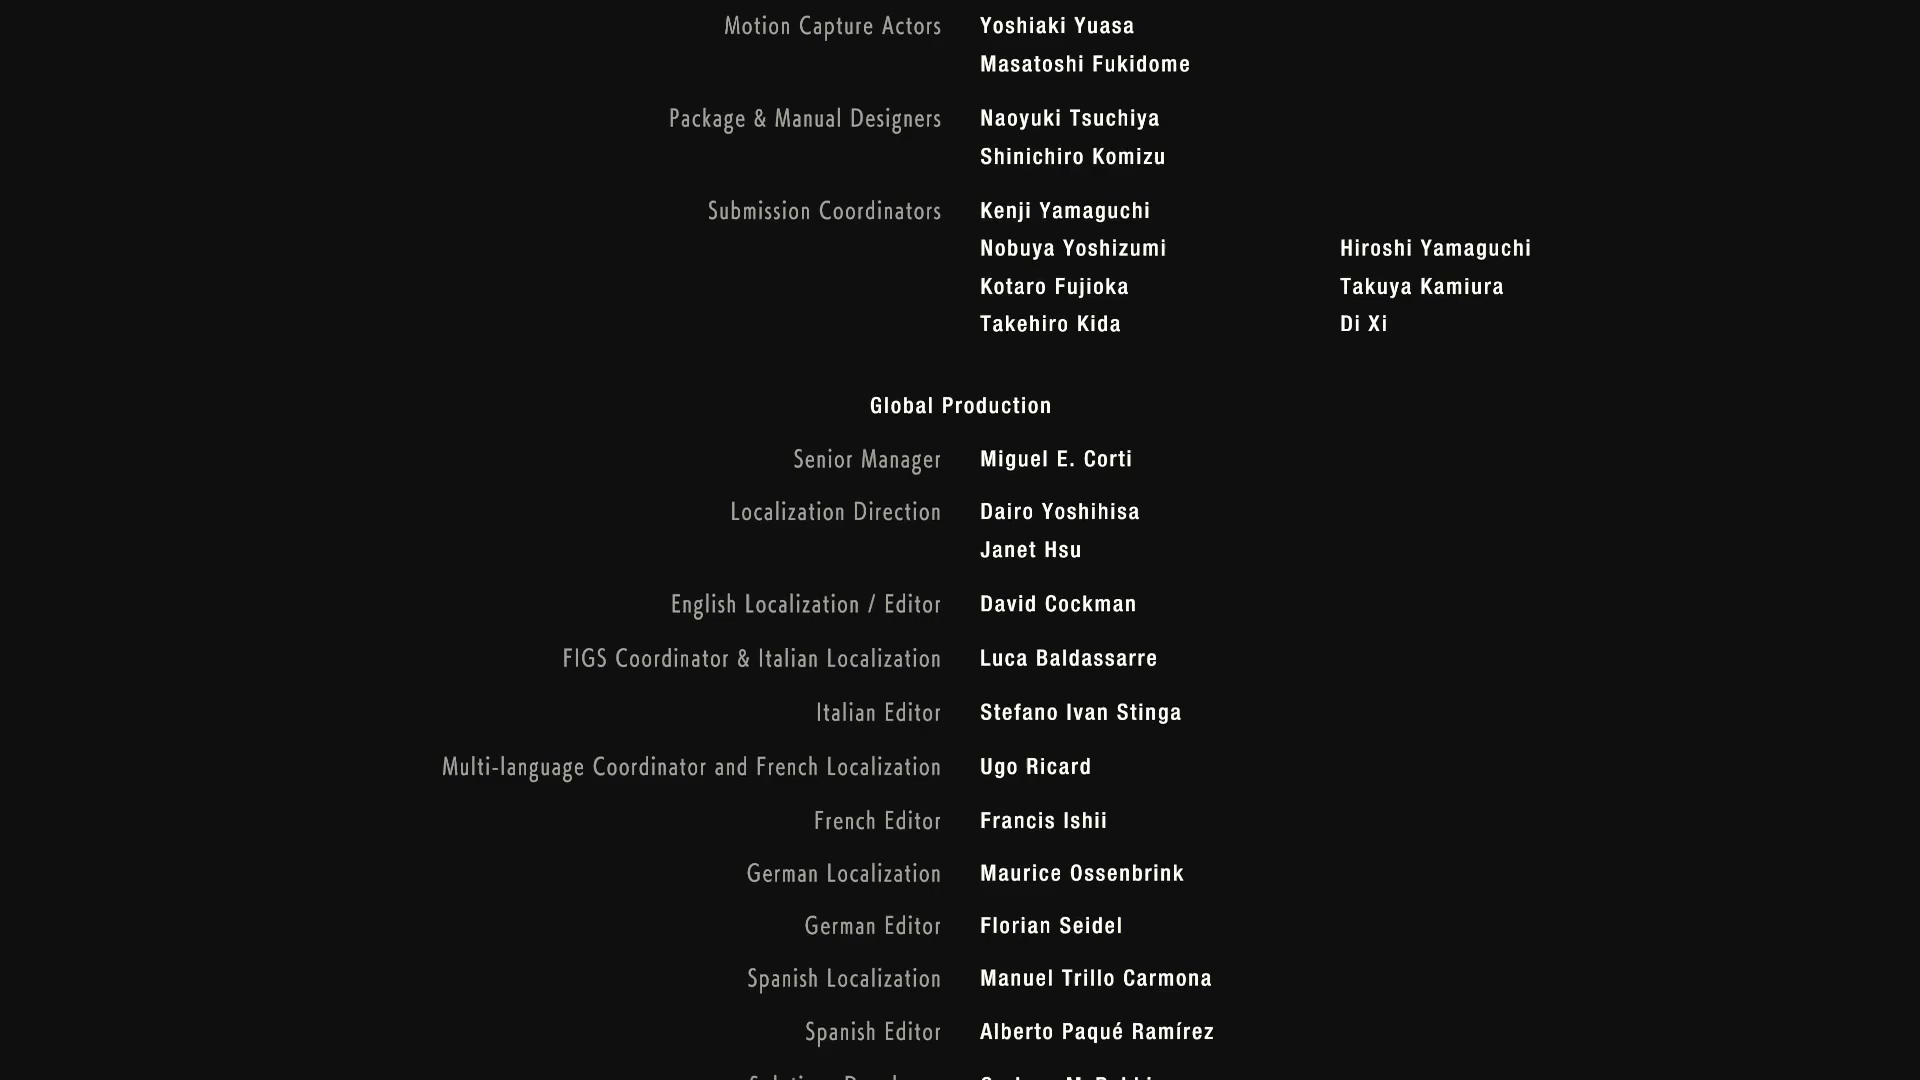 Motion Capture Actors Yoshiaki Yuasa
Masatoshi Fukidome
Package & Manual Designers Naoyuki Tsuchiya
Shinichiro Komizu
Submission Coordinators Kenji Yamaguchi
Nobuya Yoshizumi Hiroshi Yamaguchi
Kotaro Fujioka Takuya Kamiura
Takehiro Kida Di Xi
Global Production
Senior Manager Miguel E. Corti
Localization Direction Dairo Yoshihisa
Janet Hsu
English Localization / Editor David Cockman
FIGS Coordinator & Italian Localization Luca Baldassarre
Italian Editor Stefano Ivan Stinga
Multi-language Coordinator and French Localization Ugo Ricard
French Editor Francis Ishii
German Localization Maurice Ossenbrink
German Editor Florian Seidel
Spanish Localization Manuel Trillo Carmona
Spanish Editor Alberto Paqué Ramírez